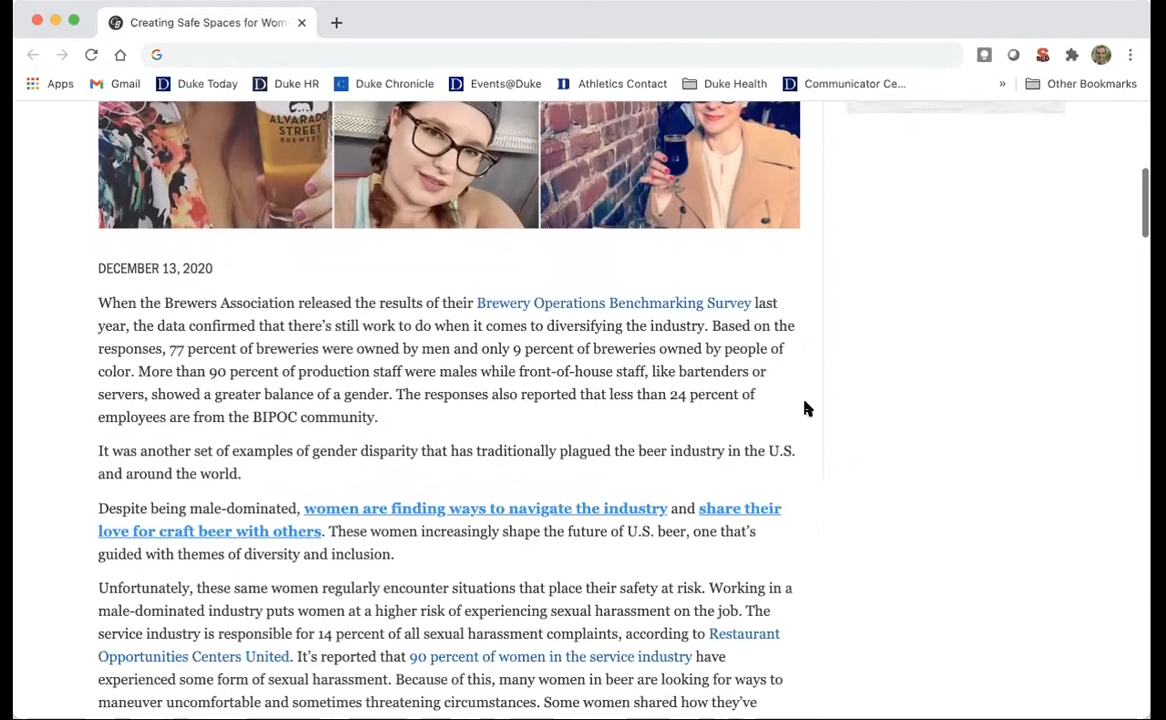 Creating Safe Spaces for Wom
Apps Gmail Duke Today Duke HR Duke Chronicle Events@Duke Athletics Contact Duke Health Communicator Ce... » Other Bookmarks
ALVARADO
STREET
BREWERY
DECEMBER 13, 2020
When the Brewers Association released the results of their Brewery Operations Benchmarking Survey last
year, the data confirmed that there's still work to do when it comes to diversifying the industry. Based on the
responses, 77 percent of breweries were owned by men and only 9 percent of breweries owned by people of
color. More than 90 percent of production staff were males while front-of-house staff, like bartenders or
servers, showed a greater balance of a gender. The responses also reported that less than 24 percent of
employees are from the BIPOC community.
It was another set of examples of gender disparity that has traditionally plagued the beer industry in the U.S.
and around the world.
Despite being male-dominated, women are finding ways to navigate the industry and share their
love for craft beer with others. These women increasingly shape the future of U.S. beer, one that's
guided with themes of diversity and inclusion.
Unfortunately, these same women regularly encounter situations that place their safety at risk. Working in a
male-dominated industry puts women at a higher risk of experiencing sexual harassment on the job. The
service industry is responsible for 14 percent of all sexual harassment complaints, according to Restaurant
Opportunities Centers United. It's reported that 90 percent of women in the service industry have
experienced some form of sexual harassment. Because of this, many women in beer are looking for ways to
maneuver uncomfortable and sometimes threatening circumstances. Some women shared how they've